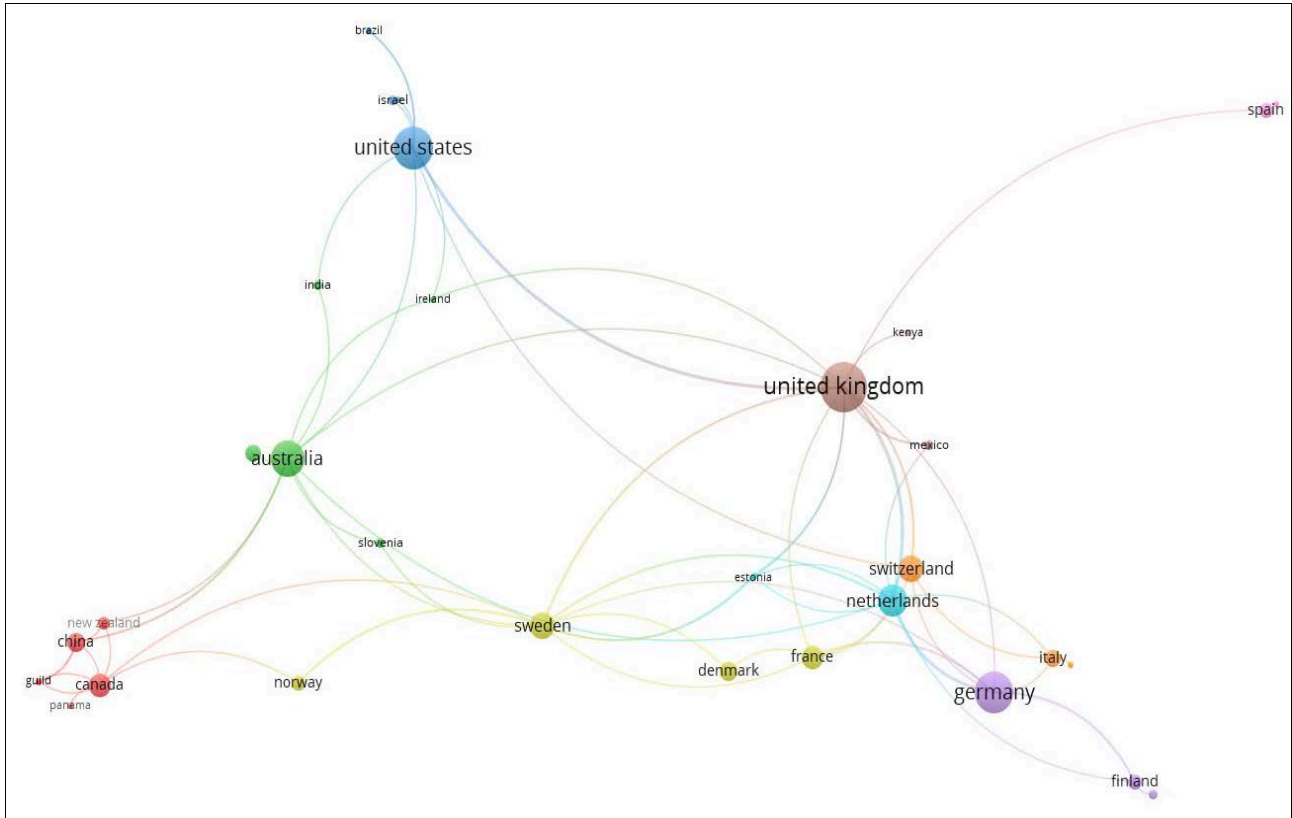 brazil
israel
united states
spain
india
ireland
kenya
united kingdom
mexico
australia
slovenia
switzerland
estonia
netherlands
new zealand
sweden
china
france
italy
denmark
guild
canada
norway
germany
panama
finland